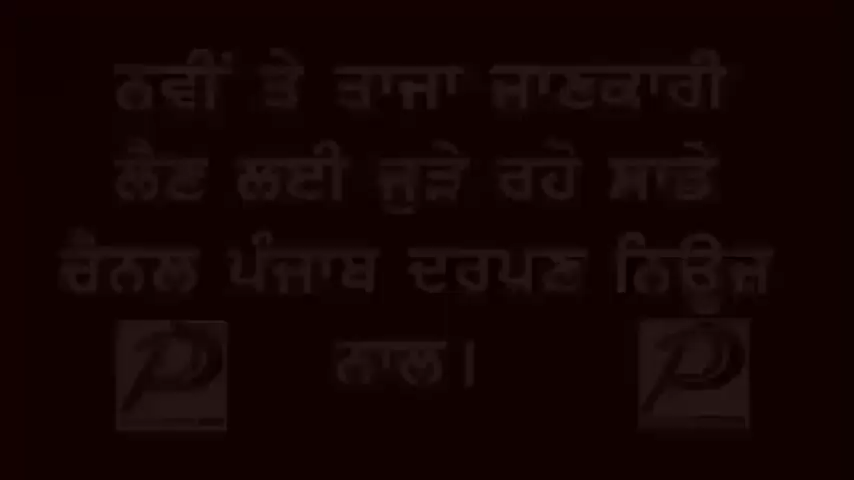 ਨਵੀਂ ਤੇ ਤਾਜਾ ਜਾਣਕਾਰੀ
ਲੈਣ ਲਈ ਜੁੜੇ ਰਹੋ ਸਾਡੇ
ਚੈਨਲ ਪੰਜਾਬ ਦਰਪਣ ਨਿਊਜ਼
ਨਾਲ।